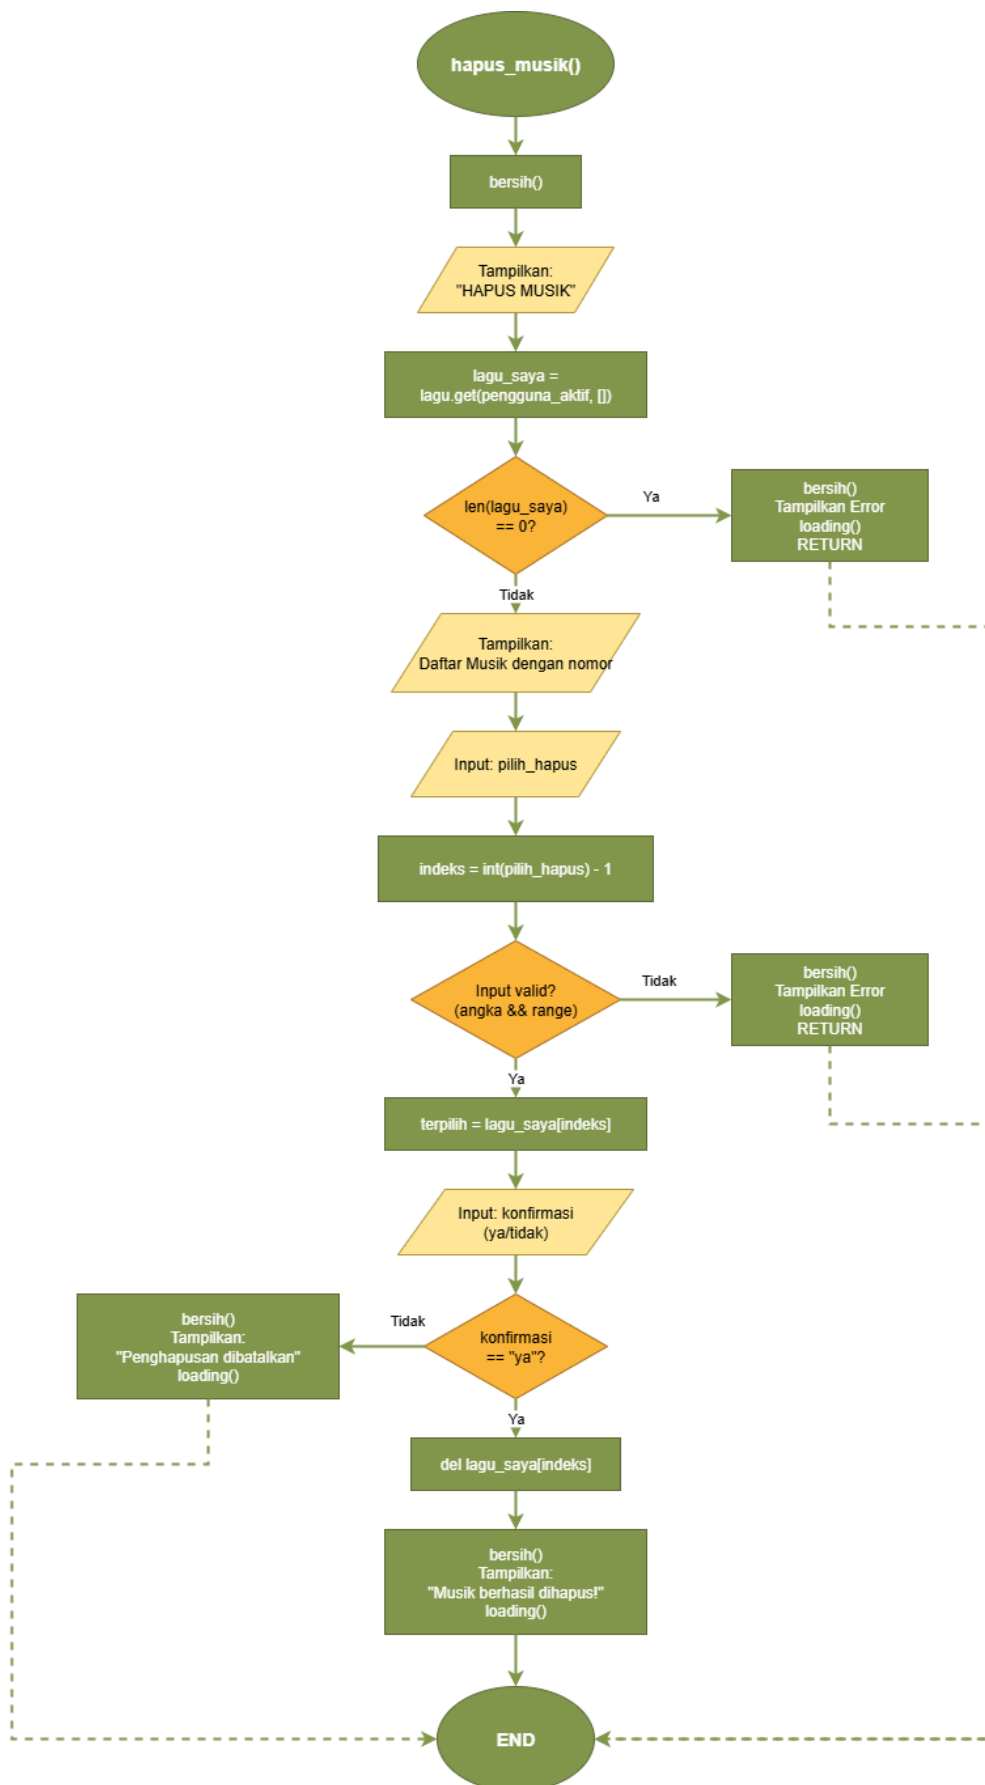 hapus_musik()
bersih()
Tampilkan:
"HAPUS MUSIK"
lagu_saya =
lagu.get(pengguna_aktif, [])
len(lagu_saya)
== 0?
Ya
bersih()
Tampilkan Error
loading()
RETURN
Tidak
Tampilkan:
Daftar Musik dengan nomor
Input: pilih_hapus
indeks = int(pilih_hapus) - 1
Input valid?
(angka && range)
Tidak
bersih()
Tampilkan Error
loading()
RETURN
Ya
terpilih = lagu_saya[indeks]
Input: konfirmasi
(ya/tidak)
konfirmasi
== "ya"?
Tidak
bersih()
Tampilkan:
"Penghapusan dibatalkan"
loading()
Ya
del lagu_saya[indeks]
bersih()
Tampilkan:
"Musik berhasil dihapus!"
loading()
END